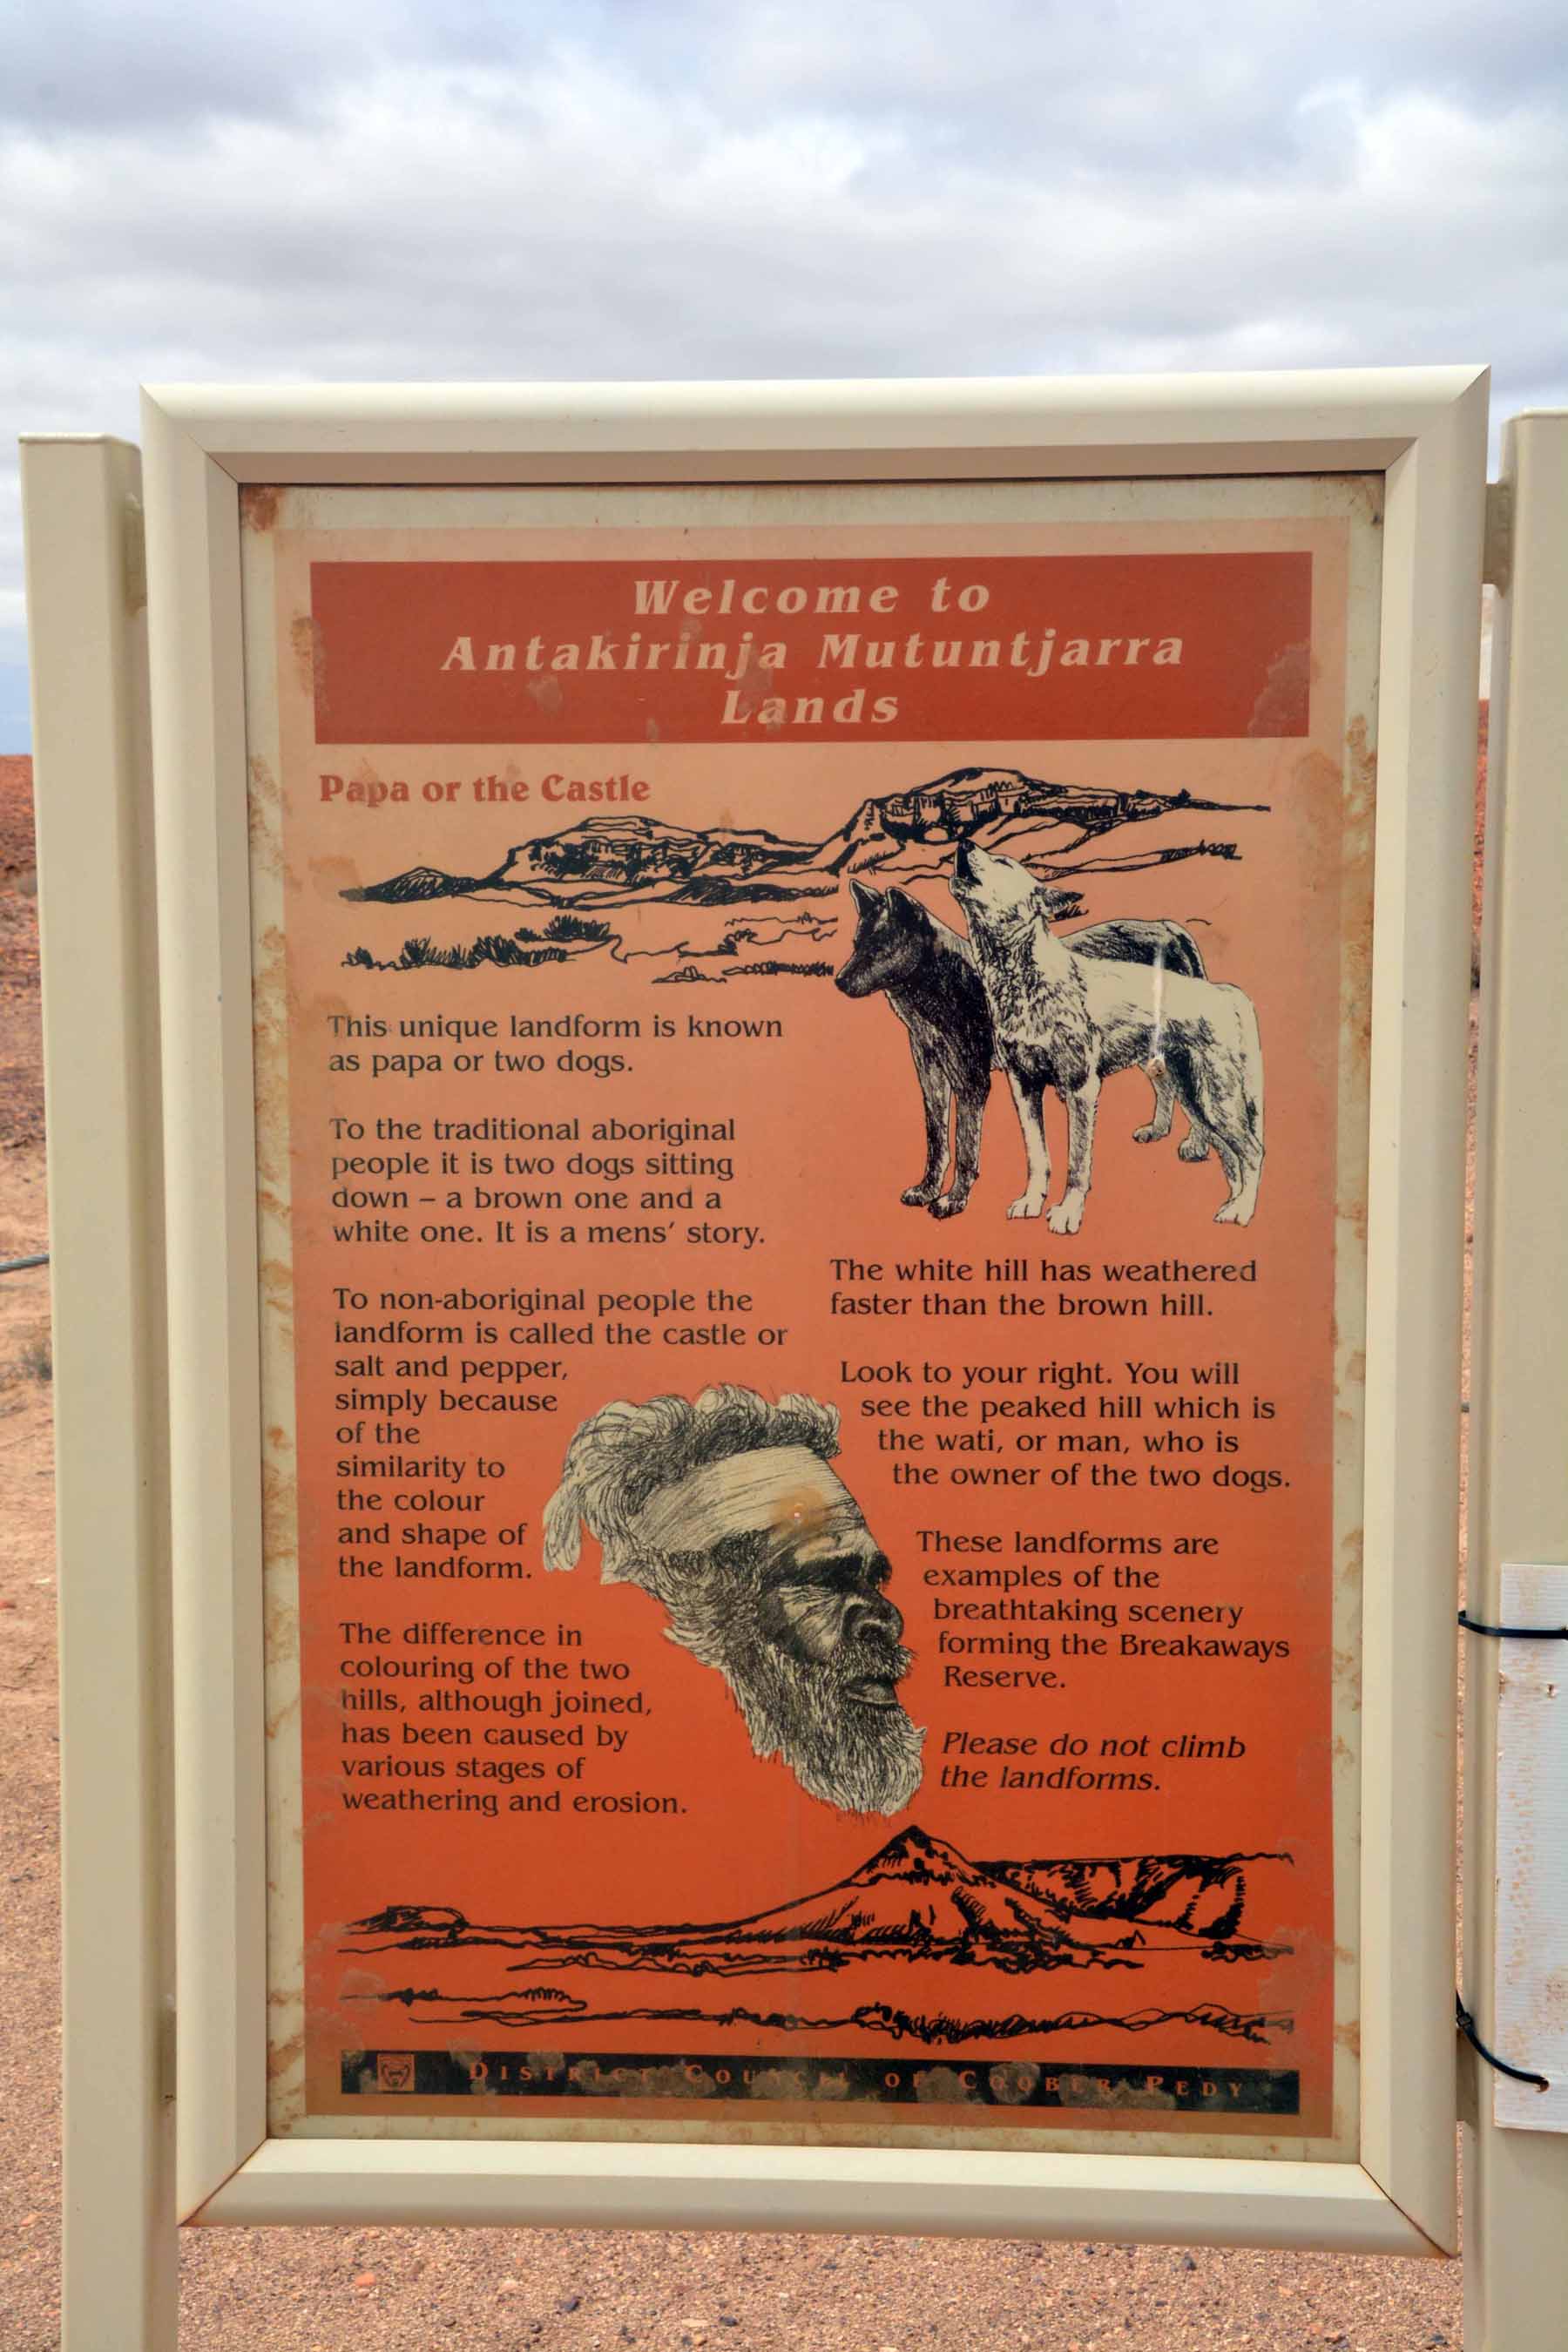 Welcome to
Antakirinja Mutuntjarra
Lands
Papa or the Castle
This unique landform is known
as papa or two dogs.
To the traditional aboriginal
people it is two dogs sitting
down – a brown one and a
white one. It is a mens' story.
To non-aboriginal people the
landform is called the castle or
salt and pepper,
simply because
of the
similarity to
the colour
and shape of
the landform.
The difference in
colouring of the two
hills, although joined,
has been caused by
various stages of
weathering and erosion.
The white hill has weathered
faster than the brown hill.
Look to your right. You will
see the peaked hill which is
the wati, or man, who is
the owner of the two dogs.
These landforms are
examples of the
breathtaking scenery
forming the Breakaways
Reserve.
Please do not climb
the landforms.
DISTRICT COUNCIL OF COOBER PEDY